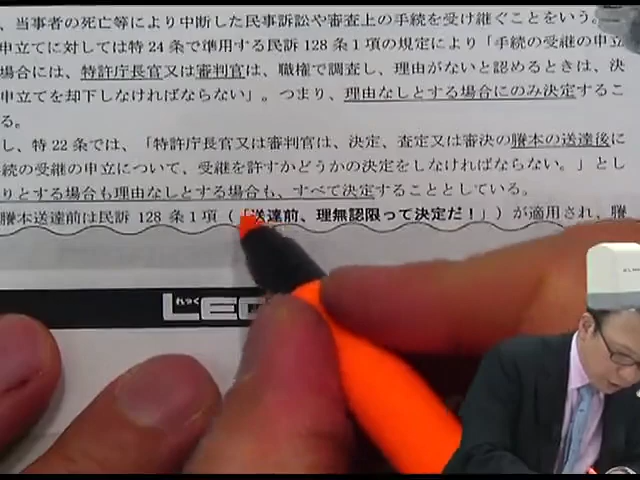 、当事者の死亡等により中断した民事訴訟や審査上の手続を受け継ぐことをいう。
申立てに対しては特 24 条で準用する民訴 128 条 1 項の規定により「手続の受継の申立
場合には、特許庁長官又は審判官は、職権で調査し、理由がないと認めるときは、決
申立てを却下しなければならない」。つまり、理由なしとする場合にのみ決定するこ
る。
し、特 22 条では、「特許庁長官又は審判官は、決定、査定又は審決の謄本の送達後に
続の受継の申立について、受継を許すかどうかの決定をしなければならない。」とし
りとする場合も理由なしとする場合も、すべて決定することとしている。
謄本送達前は民訴 128 条 1 項（「送達前、理無認限って決定だ！」）が適用され、謄
れっく
LEC